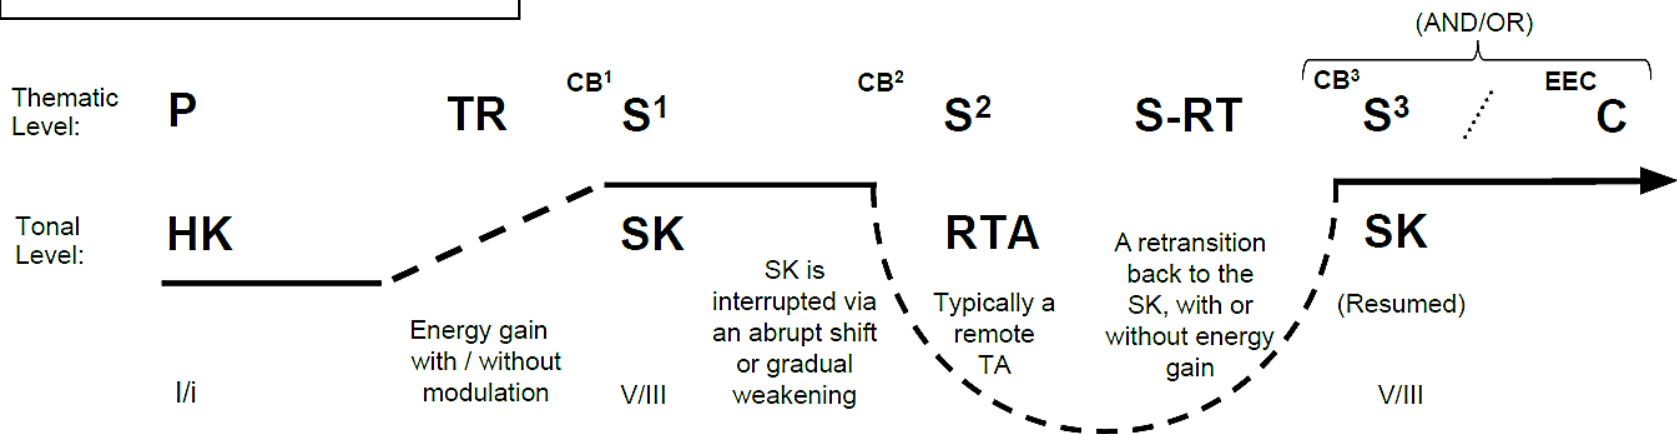 (AND/OR)
Thematic
Level:
P
TR
CB¹
S¹
CB²
S²
S-RT
CB³
S³
EEC
C
Tonal
Level:
HK
SK
RTA
SK
I/i
Energy gain
with / without
modulation
V/III
SK is
interrupted via
an abrupt shift
or gradual
weakening
Typically a
remote
TA
A retransition
back to the
SK, with or
without energy
gain
(Resumed)
V/III